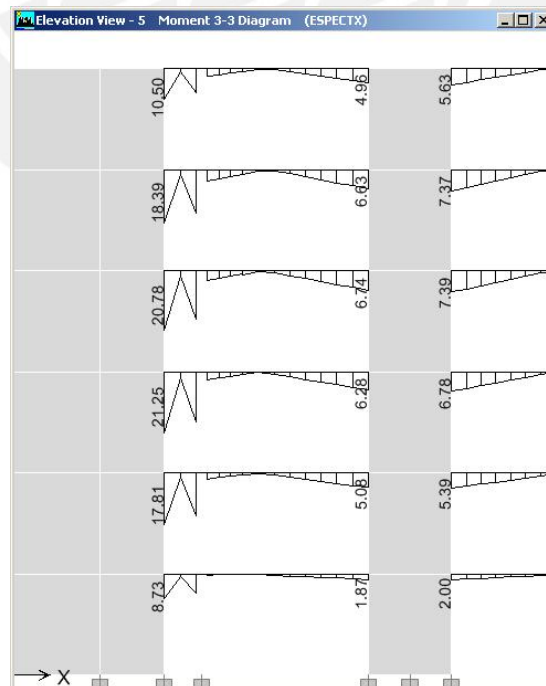 Elevation View - 5 Moment 3-3 Diagram (ESPECTX)
10.50 4.96 5.63
18.39 6.63 7.37
20.78 6.74 7.39
21.25 6.28 6.78
17.81 5.08 5.39
8.73 1.87 2.00
X